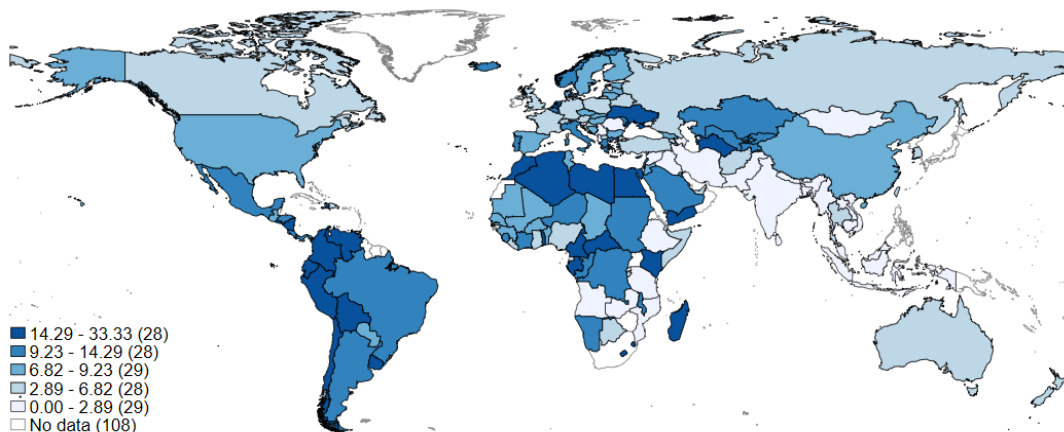 14.29 - 33.33 (28)
9.23 - 14.29 (28)
6.82 - 9.23 (29)
2.89 - 6.82 (28)
0.00 - 2.89 (29)
No data (108)